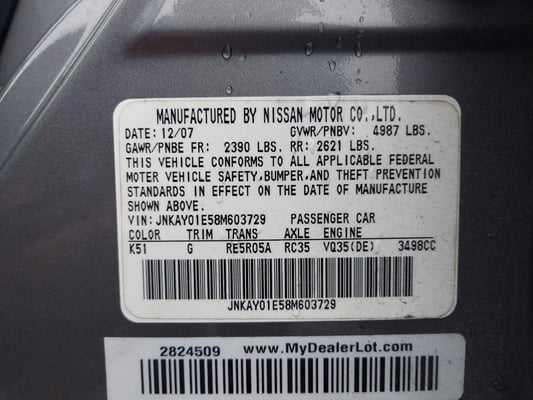 MANUFACTURED BY NISSAN MOTOR CO.,LTD.
DATE: 12/07 GVWR/PNBV: 4987 LBS.
GAWR/PNBE FR: 2390 LBS. RR: 2621 LBS.
THIS VEHICLE CONFORMS TO ALL APPLICABLE FEDERAL
MOTER VEHICLE SAFETY,BUMPER,AND THEFT PREVENTION
STANDARDS IN EFFECT ON THE DATE OF MANUFACTURE
SHOWN ABOVE.
VIN: JNKAY01E58M603729 PASSENGER CAR
COLOR TRIM TRANS AXLE ENGINE
K51 G RE5R05A RC35 VQ35(DE) 3498CC
JNKAY01E58M603729
2824509 www.MyDealerLot.com